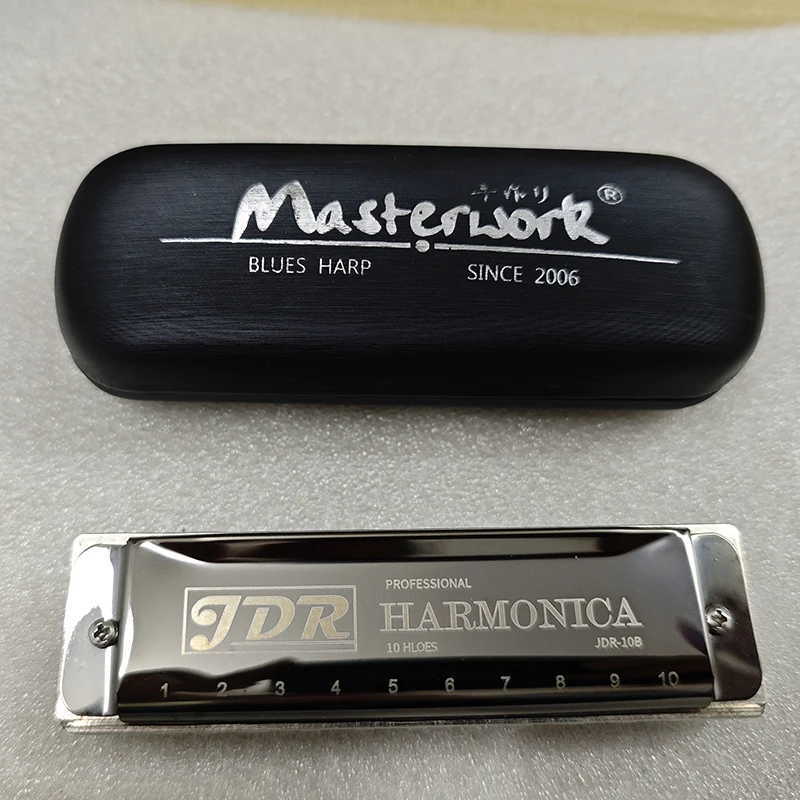 Masterwork®
BLUES HARP SINCE 2006
JDR
PROFESSIONAL
HARMONICA
10 HLOES JDR-10B
1 2 3 4 5 6 7 8 9 10